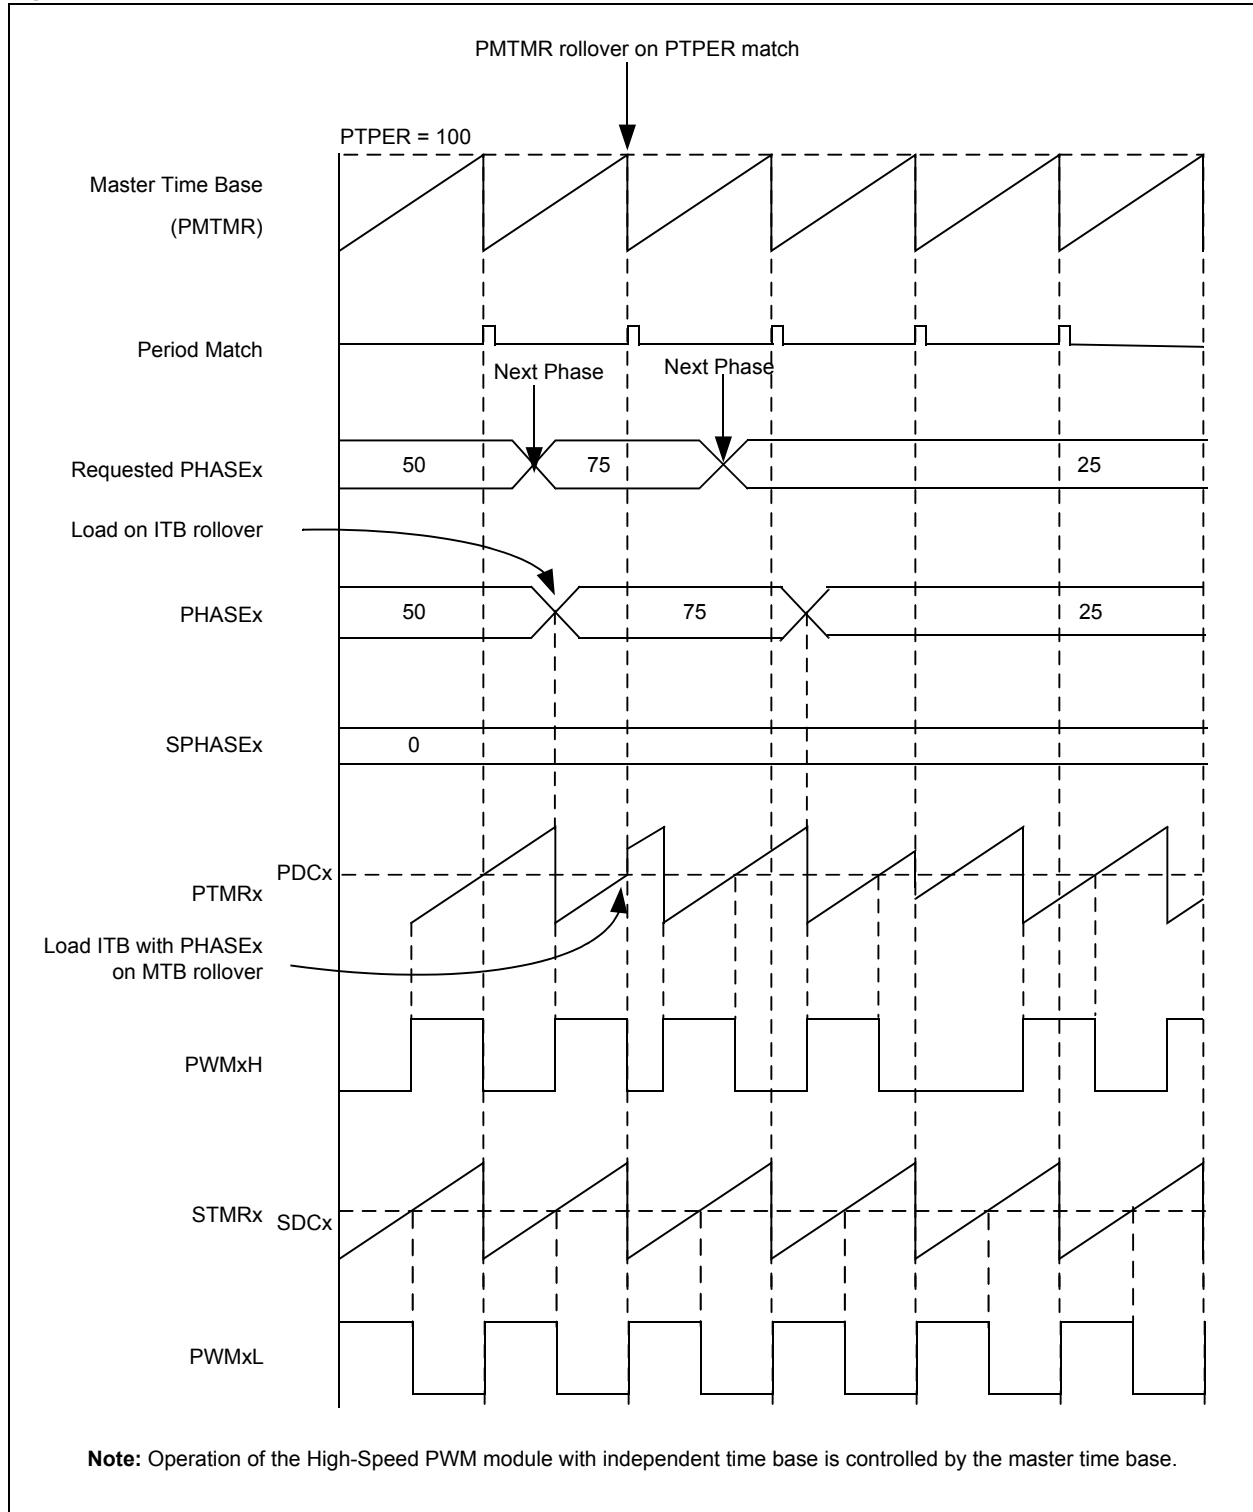 PMTMR rollover on PTPER match
PTPER = 100
Master Time Base
(PMTMR)
Period Match
Next Phase
Next Phase
Requested PHASEx
50
75
25
Load on ITB rollover
PHASEx
50
75
25
SPHASEx
0
PDCx
PTMRx
Load ITB with PHASEx
on MTB rollover
PWMxH
STMRx
SDCx
PWMxL
Note: Operation of the High-Speed PWM module with independent time base is controlled by the master time base.